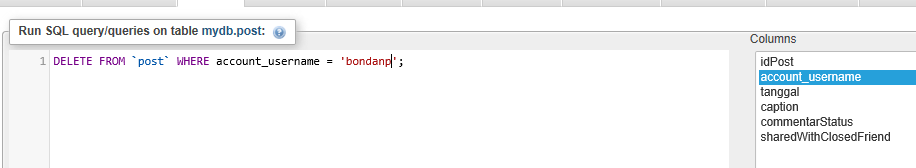 Run SQL query/queries on table mydb.post:
Columns
1 DELETE FROM `post` WHERE account_username = 'bondanp';
idPost
account_username
tanggal
caption
commentarStatus
sharedWithClosedFriend